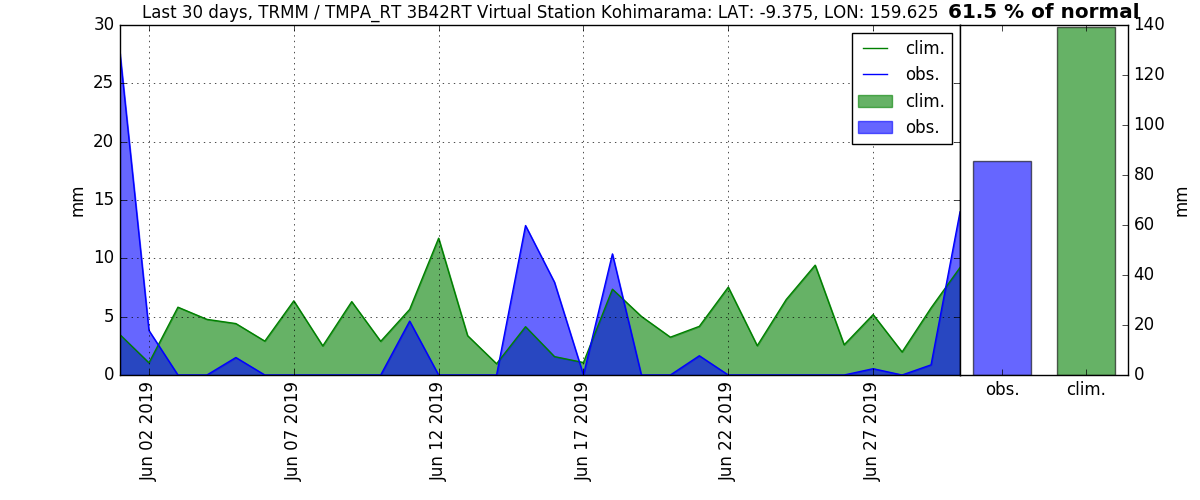 Last 30 days, TRMM / TMPA_RT 3B42RT Virtual Station Kohimarama: LAT: -9.375, LON: 159.625 61.5 % of normal
30
25
20
15
10
5
0
mm
clim.
obs.
clim.
obs.
Jun 02 2019
Jun 07 2019
Jun 12 2019
Jun 17 2019
Jun 22 2019
Jun 27 2019
140
120
100
80
60
40
20
0
mm
obs. clim.